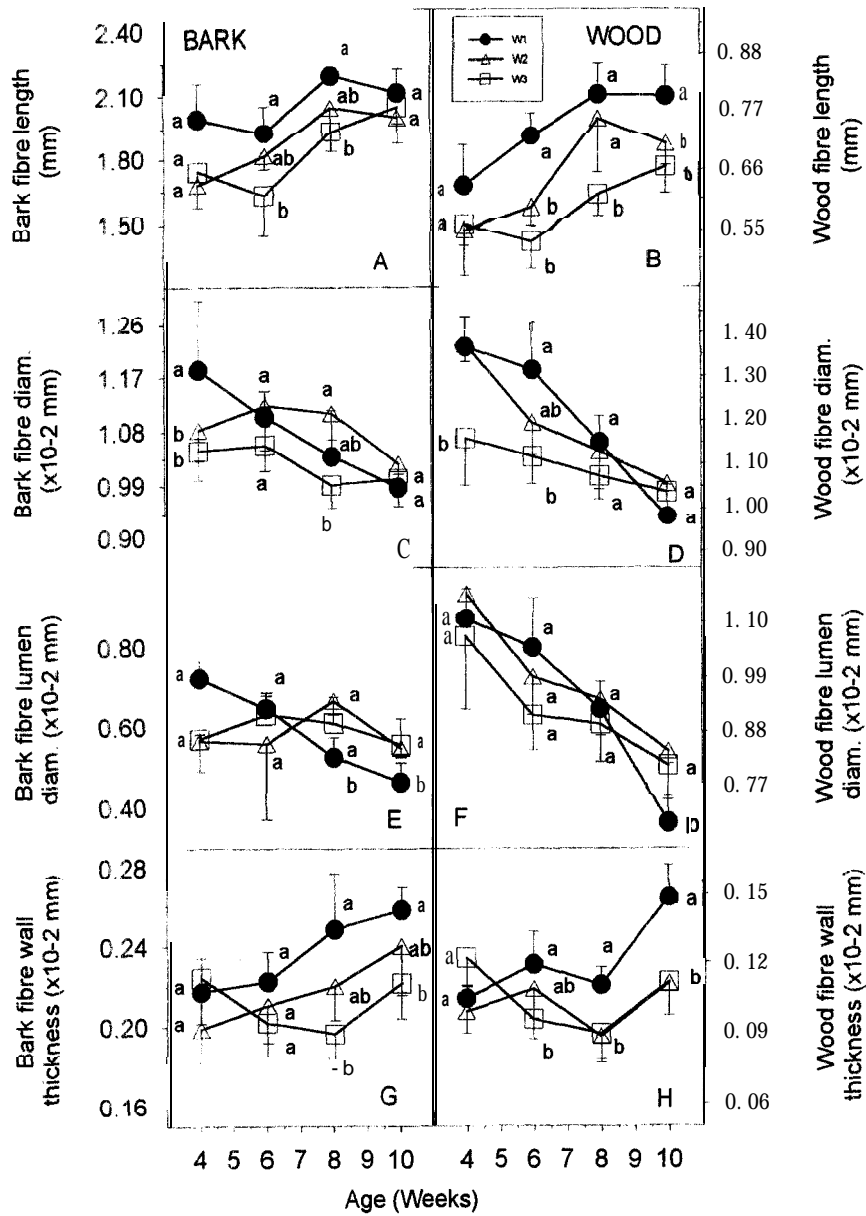 BARK
WOOD
W1
W2
W3
Bark fibre length
(mm)
2.40
2.10
1.80
1.50
a
a
a
a
a
a
ab
ab
a
b
b
A
Wood fibre length
(mm)
0.88
0.77
0.66
0.55
a
a
a
a
a
b
b
b
b
B
Bark fibre diam.
(x10-2 mm)
1.26
1.17
1.08
0.99
0.90
a
b
b
a
a
a
ab
b
a
a
C
Wood fibre diam.
(x10-2 mm)
1.40
1.30
1.20
1.10
1.00
0.90
b
a
ab
b
a
a
a
a
D
Bark fibre lumen
diam. (x10-2 mm)
0.80
0.60
0.40
a
a
a
a
a
a
b
a
b
E
Wood fibre lumen
diam. (x10-2 mm)
1.10
0.99
0.88
0.77
a
a
a
a
a
a
a
a
b
F
Bark fibre wall
thickness (x10-2 mm)
0.28
0.24
0.20
0.16
a
a
a
a
a
a
ab
b
a
ab
b
G
Wood fibre wall
thickness (x10-2 mm)
0.15
0.12
0.09
0.06
a
a
a
ab
b
a
b
a
b
H
4 5 6 7 8 9 10
4 5 6 7 8 9 10
Age (Weeks)